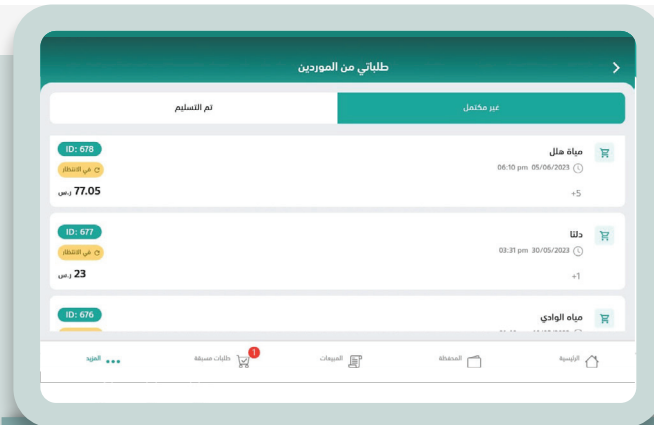 طلباتي من الموردين
غير مكتمل
تم التسليم
مياة هلل
ID: 678
05/06/2023 06:10 pm
في الانتظار
+5
77.05 ر.س
دلتا
ID: 677
30/05/2023 03:31 pm
في الانتظار
+1
23 ر.س
مياه الوادي
ID: 676
الرئيسية
المحفظة
المبيعات
طلبات مسبقة
1
المزيد